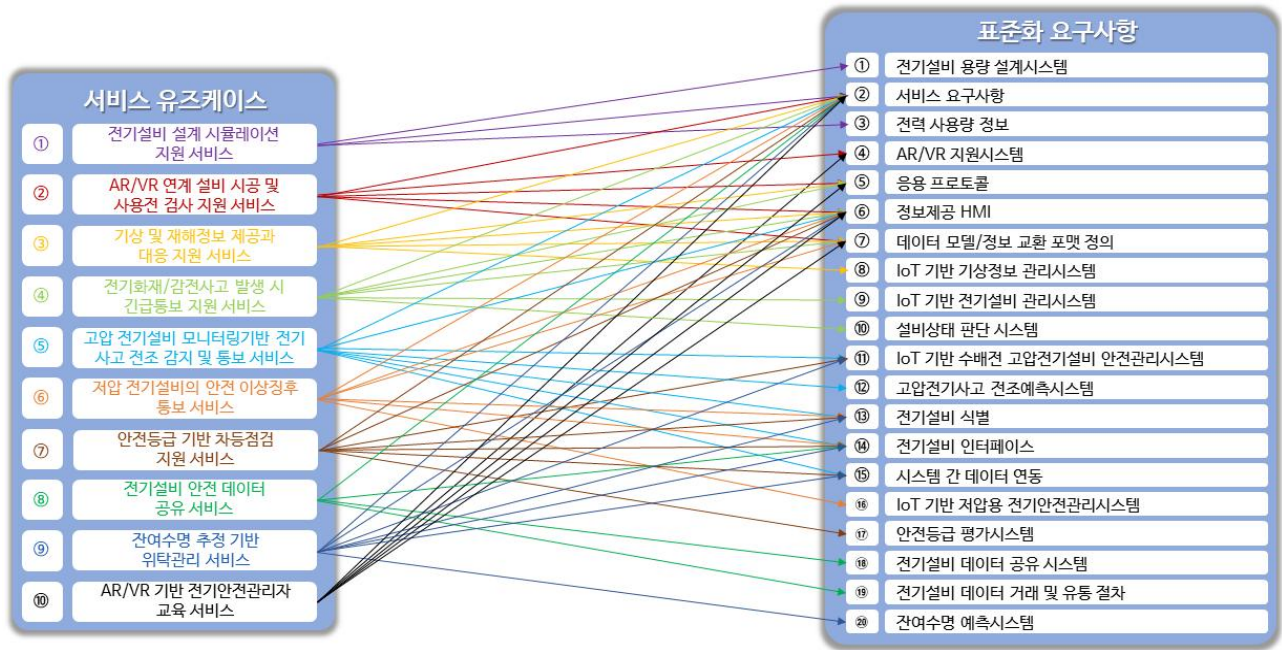 서비스 유즈케이스
①
전기설비 설계 시뮬레이션
지원 서비스
②
AR/VR 연계 설비 시공 및
사용전 검사 지원 서비스
③
기상 및 재해정보 제공과
대응 지원 서비스
④
전기화재/감전사고 발생 시
긴급통보 지원 서비스
⑤
고압 전기설비 모니터링기반 전기
사고 전조 감지 및 통보 서비스
⑥
저압 전기설비의 안전 이상징후
통보 서비스
⑦
안전등급 기반 차등점검
지원 서비스
⑧
전기설비 안전 데이터
공유 서비스
⑨
잔여수명 추정 기반
위탁관리 서비스
⑩
AR/VR 기반 전기안전관리자
교육 서비스
표준화 요구사항
① 전기설비 용량 설계시스템
② 서비스 요구사항
③ 전력 사용량 정보
④ AR/VR 지원시스템
⑤ 응용 프로토콜
⑥ 정보제공 HMI
⑦ 데이터 모델/정보 교환 포맷 정의
⑧ IoT 기반 기상정보 관리시스템
⑨ IoT 기반 전기설비 관리시스템
⑩ 설비상태 판단 시스템
⑪ IoT 기반 수배전 고압전기설비 안전관리시스템
⑫ 고압전기사고 전조예측시스템
⑬ 전기설비 식별
⑭ 전기설비 인터페이스
⑮ 시스템 간 데이터 연동
⑯ IoT 기반 저압용 전기안전관리시스템
⑰ 안전등급 평가시스템
⑱ 전기설비 데이터 공유 시스템
⑲ 전기설비 데이터 거래 및 유통 절차
⑳ 잔여수명 예측시스템